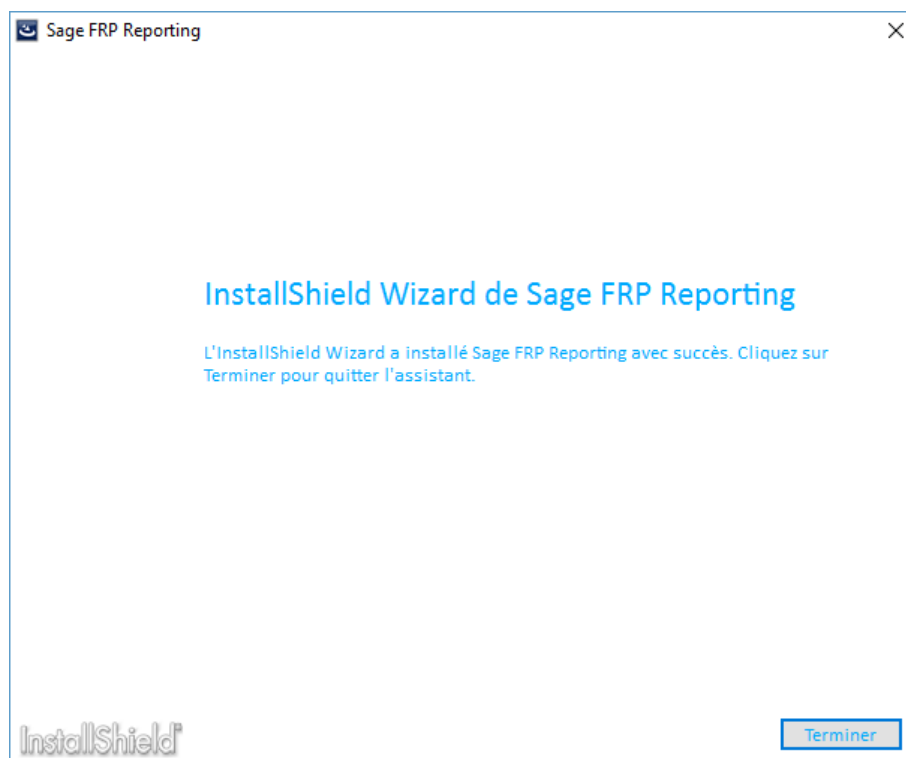 Sage FRP Reporting
InstallShield Wizard de Sage FRP Reporting
L'InstallShield Wizard a installé Sage FRP Reporting avec succès. Cliquez sur
Terminer pour quitter l'assistant.
InstallShield®
Terminer